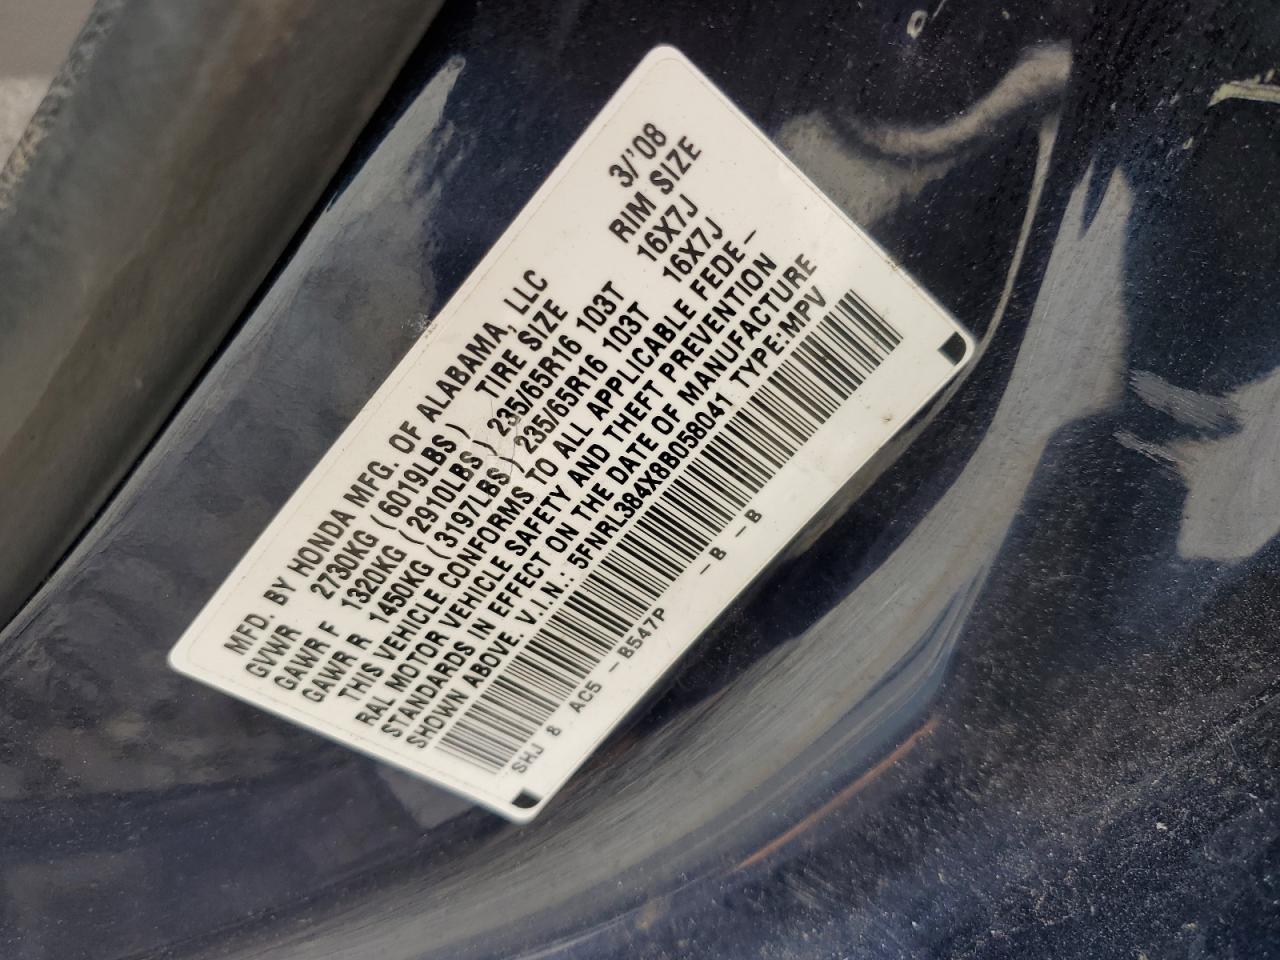 MFD. BY HONDA MFG. OF ALABAMA, LLC 3/'08
GVWR 2730KG (6019LBS) TIRE SIZE RIM SIZE
GAWR F 1320KG (2910LBS) 235/65R16 103T 16X7J
GAWR R 1450KG (3197LBS) 235/65R16 103T 16X7J
THIS VEHICLE CONFORMS TO ALL APPLICABLE FEDE-
RAL MOTOR VEHICLE SAFETY AND THEFT PREVENTION
STANDARDS IN EFFECT ON THE DATE OF MANUFACTURE
SHOWN ABOVE. V.I.N.: 5FNRL384X8B058041 TYPE:MPV
SHJ 8 AC5 -B547P -B -B